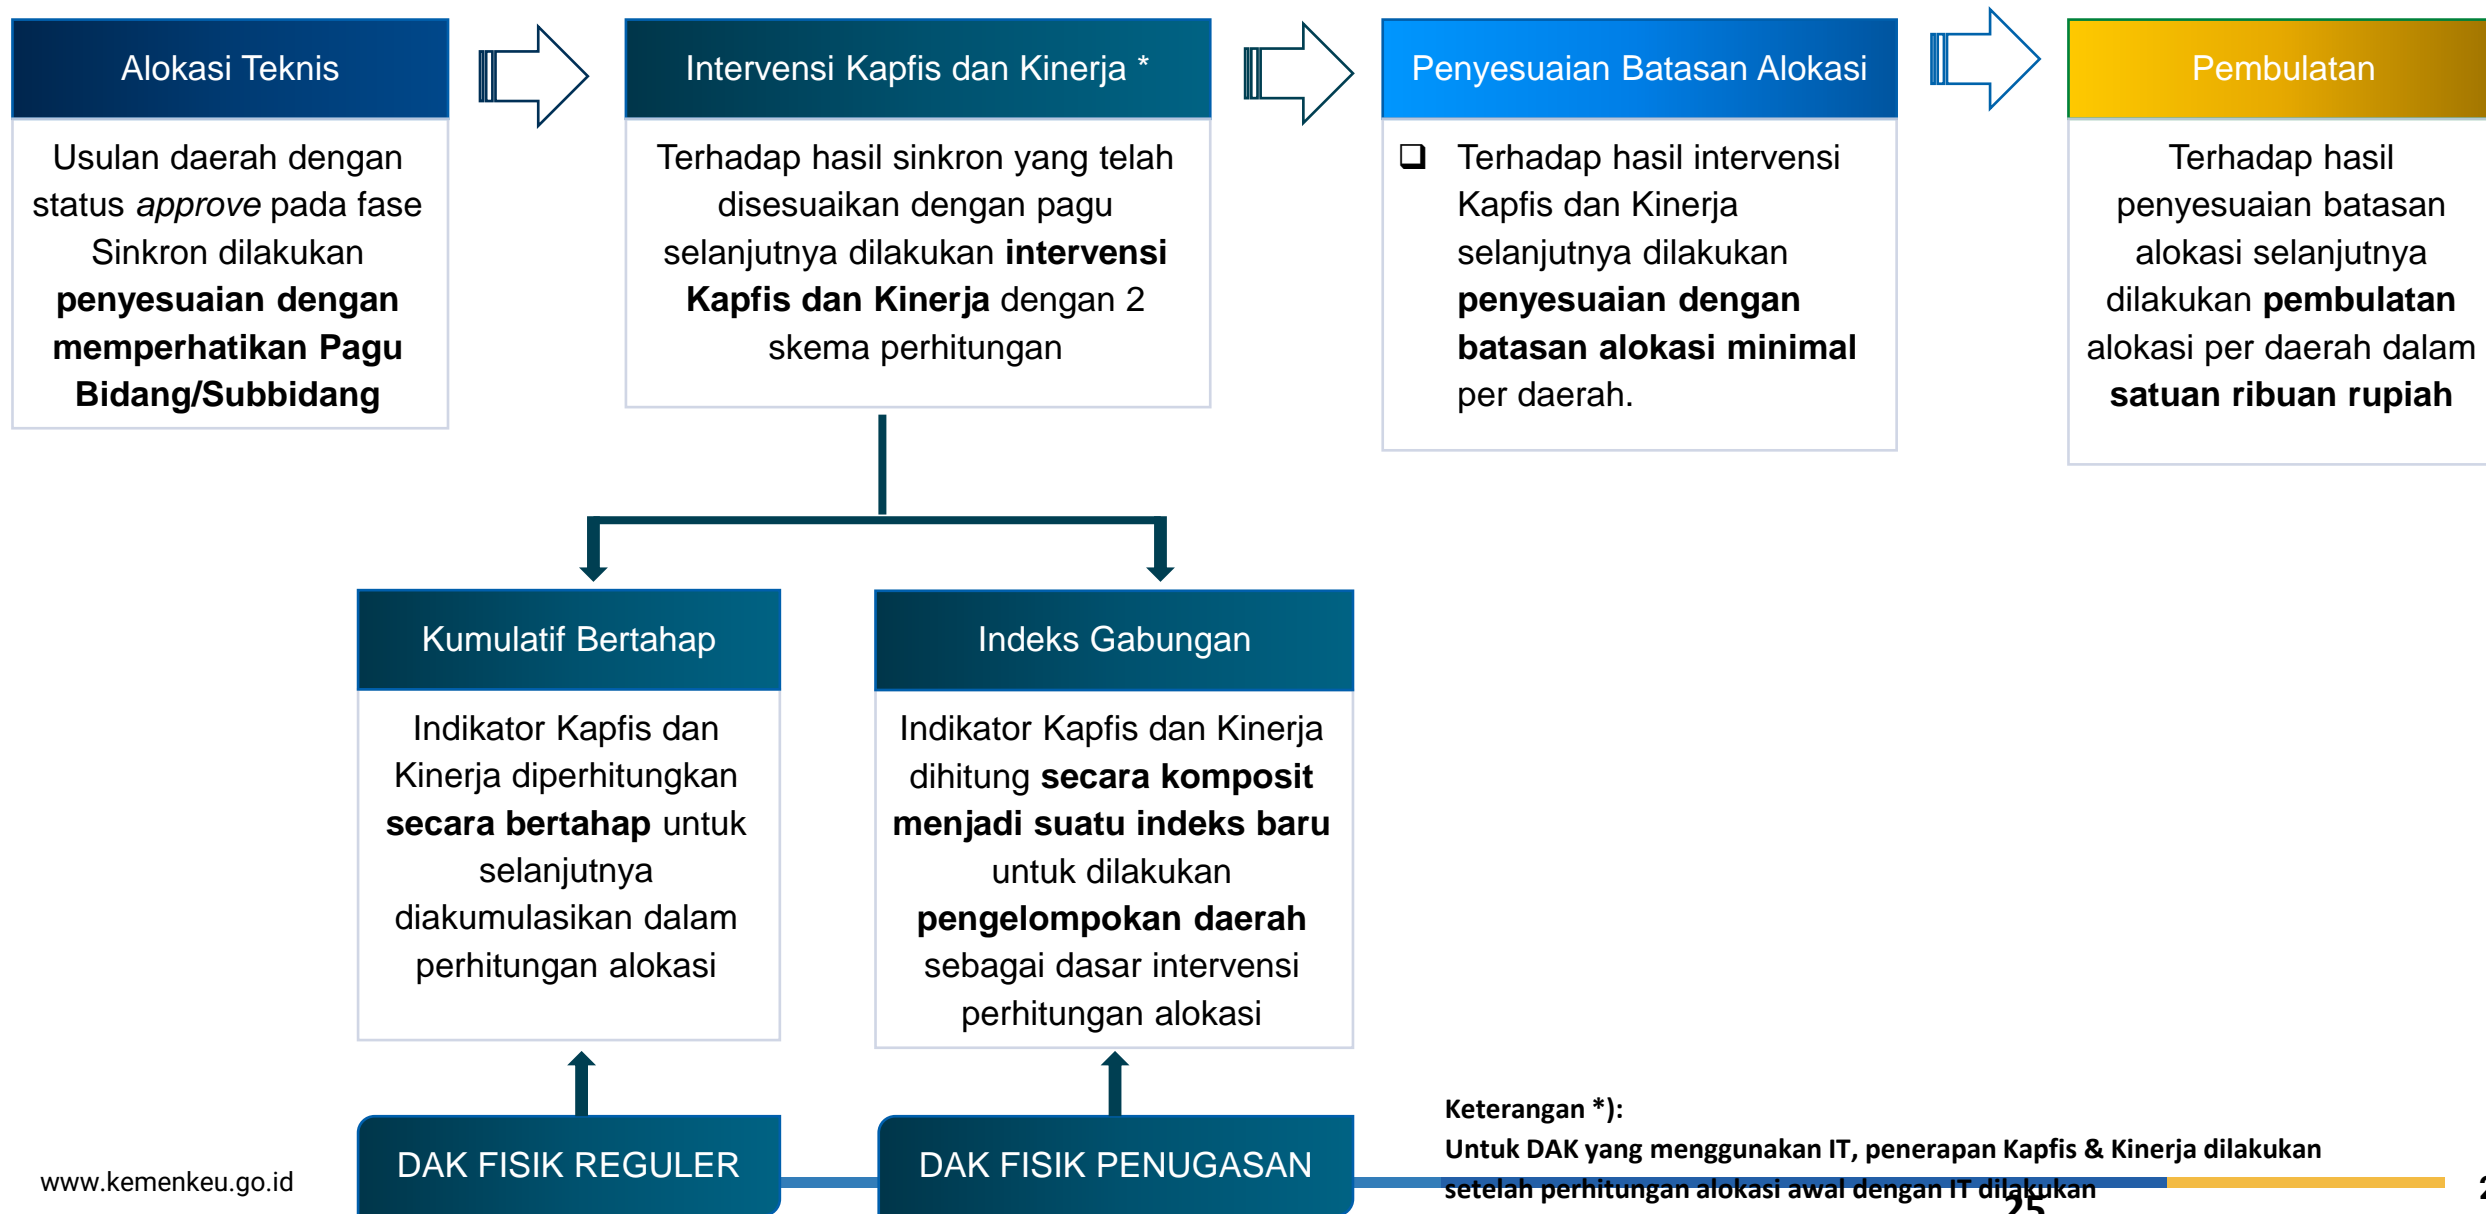 Alokasi Teknis
Usulan daerah dengan
status approve pada fase
Sinkron dilakukan
penyesuaian dengan
memperhatikan Pagu
Bidang/Subbidang
Intervensi Kapfis dan Kinerja *
Terhadap hasil sinkron yang telah
disesuaikan dengan pagu
selanjutnya dilakukan intervensi
Kapfis dan Kinerja dengan 2
skema perhitungan
Penyesuaian Batasan Alokasi
❑ Terhadap hasil intervensi
Kapfis dan Kinerja
selanjutnya dilakukan
penyesuaian dengan
batasan alokasi minimal
per daerah.
Pembulatan
Terhadap hasil
penyesuaian batasan
alokasi selanjutnya
dilakukan pembulatan
alokasi per daerah dalam
satuan ribuan rupiah
Kumulatif Bertahap
Indikator Kapfis dan
Kinerja diperhitungkan
secara bertahap untuk
selanjutnya
diakumulasikan dalam
perhitungan alokasi
Indeks Gabungan
Indikator Kapfis dan Kinerja
dihitung secara komposit
menjadi suatu indeks baru
untuk dilakukan
pengelompokan daerah
sebagai dasar intervensi
perhitungan alokasi
DAK FISIK REGULER
DAK FISIK PENUGASAN
Keterangan *):
Untuk DAK yang menggunakan IT, penerapan Kapfis & Kinerja dilakukan
setelah perhitungan alokasi awal dengan IT dilakukan
www.kemenkeu.go.id
25